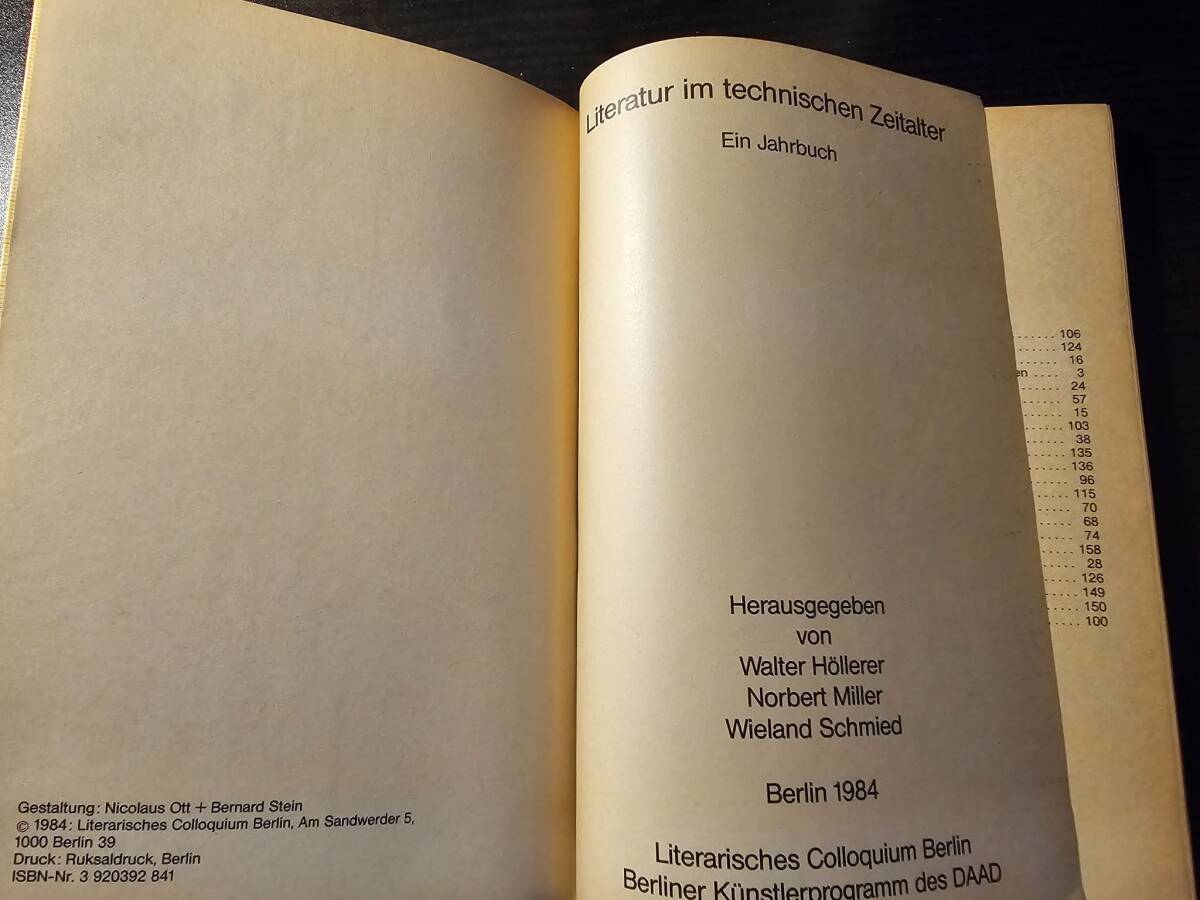 Gestaltung: Nicolaus Ott + Bernard Stein
© 1984: Literarisches Colloquium Berlin, Am Sandwerder 5,
1000 Berlin 39
Druck: Ruksaldruck, Berlin
ISBN-Nr. 3 920392 841
Literatur im technischen Zeitalter
Ein Jahrbuch
Herausgegeben
von
Walter Höllerer
Norbert Miller
Wieland Schmied
Berlin 1984
Literarisches Colloquium Berlin
Berliner Künstlerprogramm des DAAD
....... 106
....... 124
....... 16
en .... 3
....... 24
....... 57
....... 15
....... 103
....... 38
....... 135
....... 136
....... 96
....... 115
....... 70
....... 68
....... 74
....... 158
....... 28
...... 126
..... 149
..... 150
.... 100